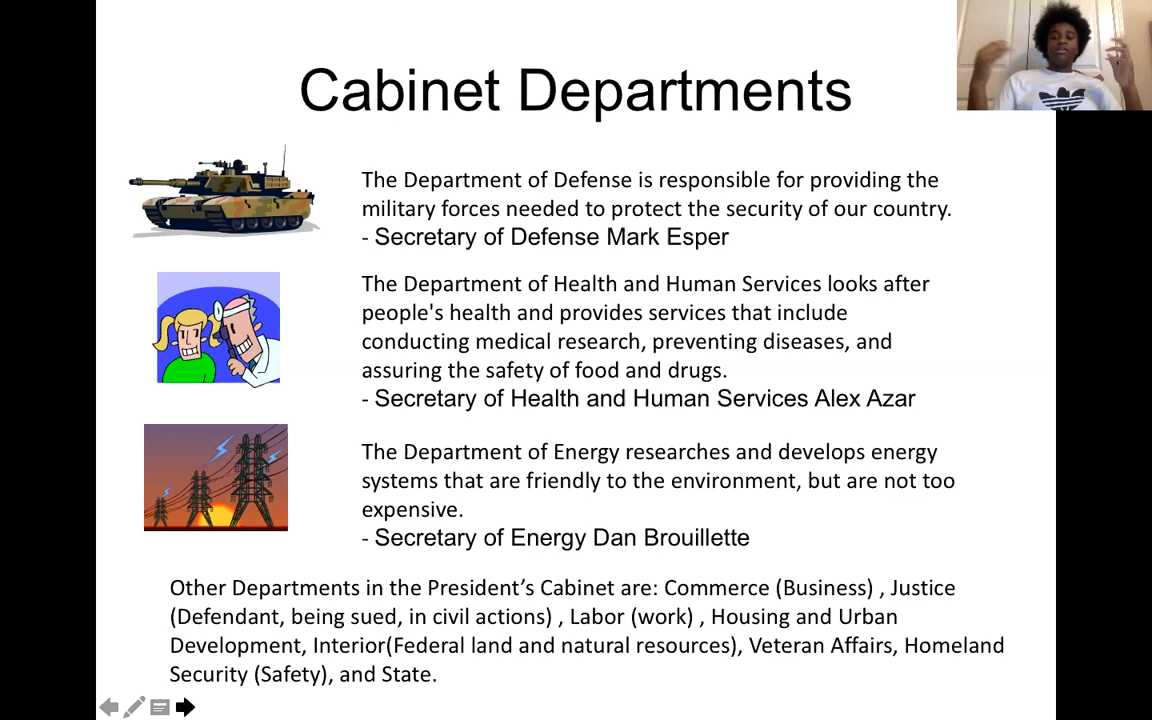 Cabinet Departments
The Department of Defense is responsible for providing the
military forces needed to protect the security of our country.
- Secretary of Defense Mark Esper
The Department of Health and Human Services looks after
people's health and provides services that include
conducting medical research, preventing diseases, and
assuring the safety of food and drugs.
- Secretary of Health and Human Services Alex Azar
The Department of Energy researches and develops energy
systems that are friendly to the environment, but are not too
expensive.
- Secretary of Energy Dan Brouillette
Other Departments in the President’s Cabinet are: Commerce (Business) , Justice
(Defendant, being sued, in civil actions) , Labor (work) , Housing and Urban
Development, Interior(Federal land and natural resources), Veteran Affairs, Homeland
Security (Safety), and State.